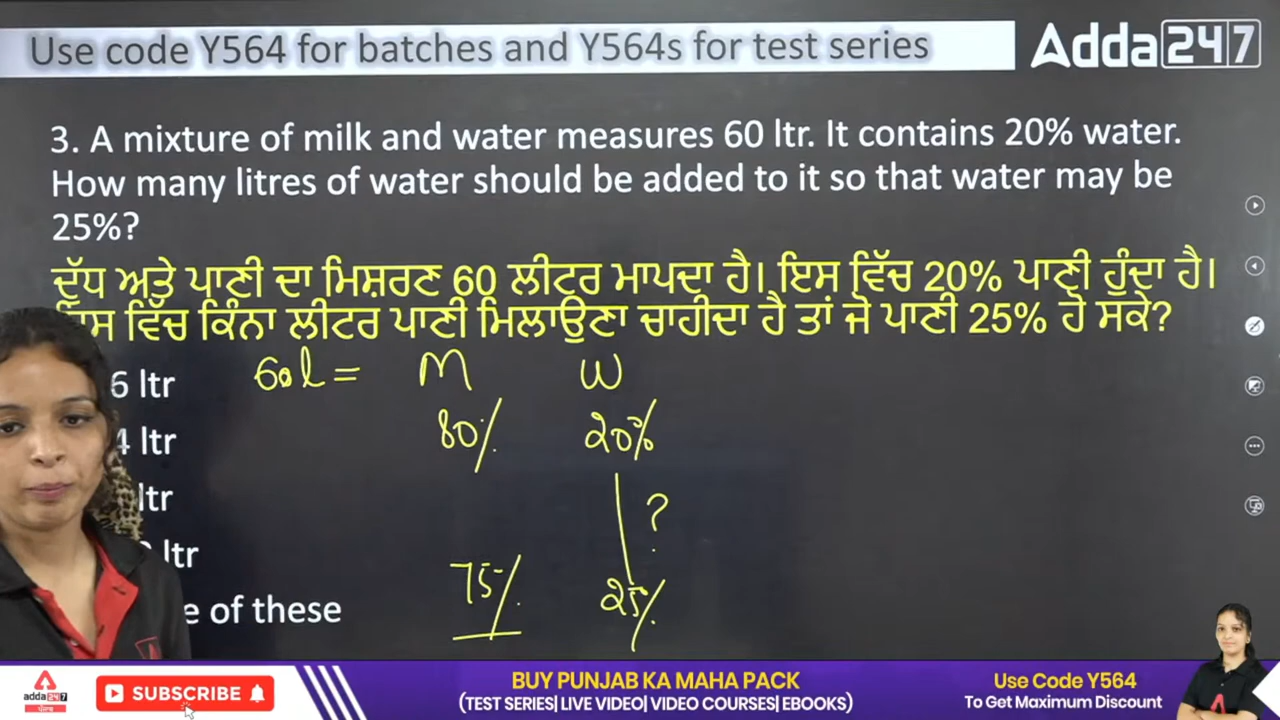 Use code Y564 for batches and Y564s for test series
Adda247
3. A mixture of milk and water measures 60 ltr. It contains 20% water.
How many litres of water should be added to it so that water may be
25%?
ਦੁੱਧ ਅਤੇ ਪਾਣੀ ਦਾ ਮਿਸ਼ਰਣ 60 ਲੀਟਰ ਮਾਪਦਾ ਹੈ। ਇਸ ਵਿੱਚ 20% ਪਾਣੀ ਹੁੰਦਾ ਹੈ।
ਵਿੱਚ ਕਿੰਨਾ ਲੀਟਰ ਪਾਣੀ ਮਿਲਾਉਣਾ ਚਾਹੀਦਾ ਹੈ ਤਾਂ ਜੋ ਪਾਣੀ 25% ਹੋ ਸਕੇ?
60l = M W
6 ltr
80% 20%
4 ltr
ltr
?
ltr
75% 25%
of these
adda247
ਪੰਜਾਬ
SUBSCRIBE
BUY PUNJAB KA MAHA PACK
(TEST SERIES| LIVE VIDEO| VIDEO COURSES| EBOOKS)
Use Code Y564
To Get Maximum Discount